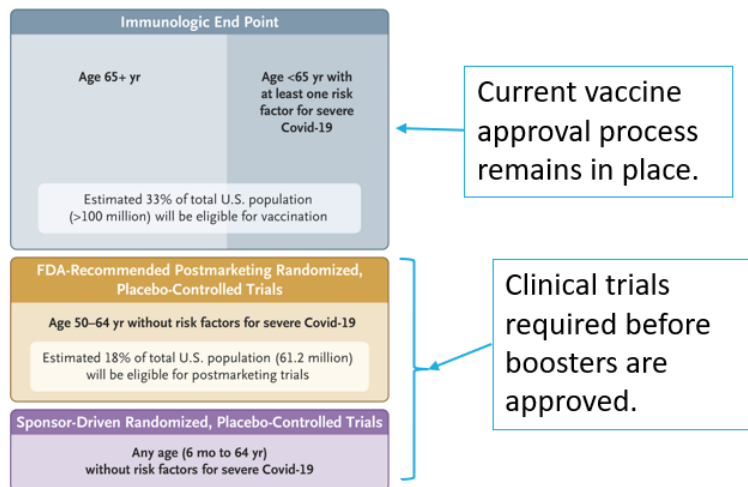 Immunologic End Point
Age 65+ yr
Age <65 yr with
at least one risk
factor for severe
Covid-19
Estimated 33% of total U.S. population
(>100 million) will be eligible for vaccination
Current vaccine
approval process
remains in place.
FDA-Recommended Postmarketing Randomized,
Placebo-Controlled Trials
Age 50–64 yr without risk factors for severe Covid-19
Estimated 18% of total U.S. population (61.2 million)
will be eligible for postmarketing trials
Sponsor-Driven Randomized, Placebo-Controlled Trials
Any age (6 mo to 64 yr)
without risk factors for severe Covid-19
Clinical trials
required before
boosters are
approved.